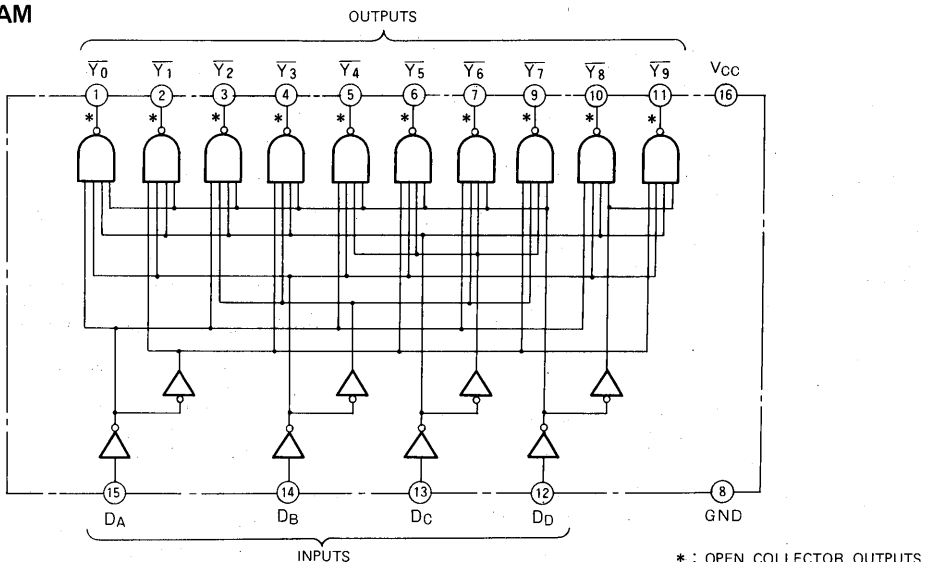 AM
OUTPUTS
Y0 Y1 Y2 Y3 Y4 Y5 Y6 Y7 Y8 Y9 VCC
1 2 3 4 5 6 7 9 10 11 16
* * * * * * * * * *
15 14 13 12 8
DA DB DC DD GND
INPUTS
* : OPEN COLLECTOR OUTPUTS